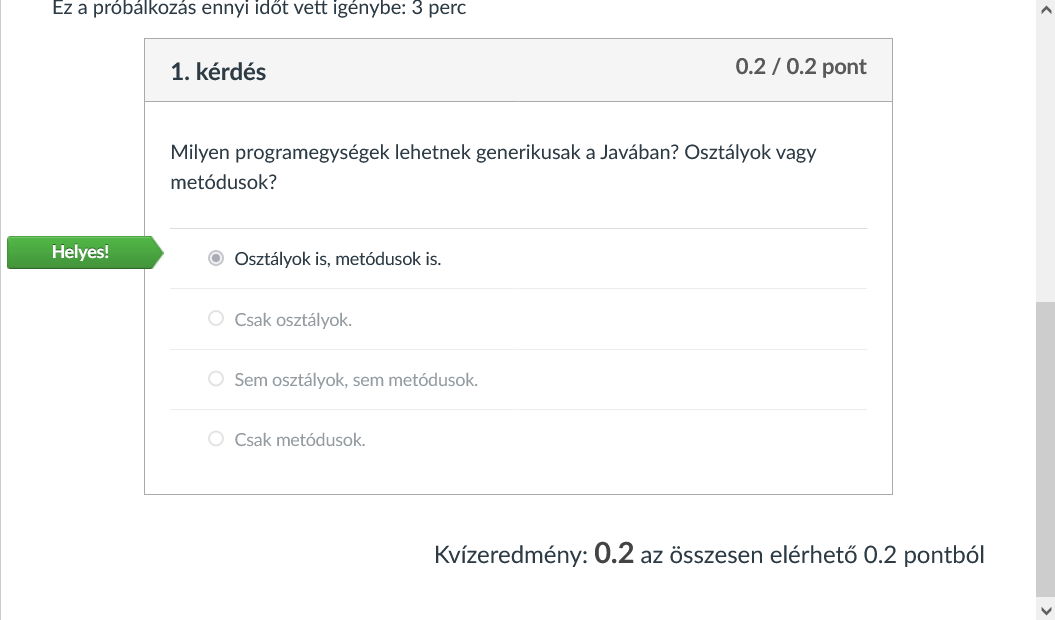 Ez a próbálkozás ennyi időt vett igénybe: 3 perc
1. kérdés
0.2 / 0.2 pont
Milyen programegységek lehetnek generikusak a Javában? Osztályok vagy
metódusok?
Helyes!
Osztályok is, metódusok is.
Csak osztályok.
Sem osztályok, sem metódusok.
Csak metódusok.
Kvízeredmény: 0.2 az összesen elérhető 0.2 pontból